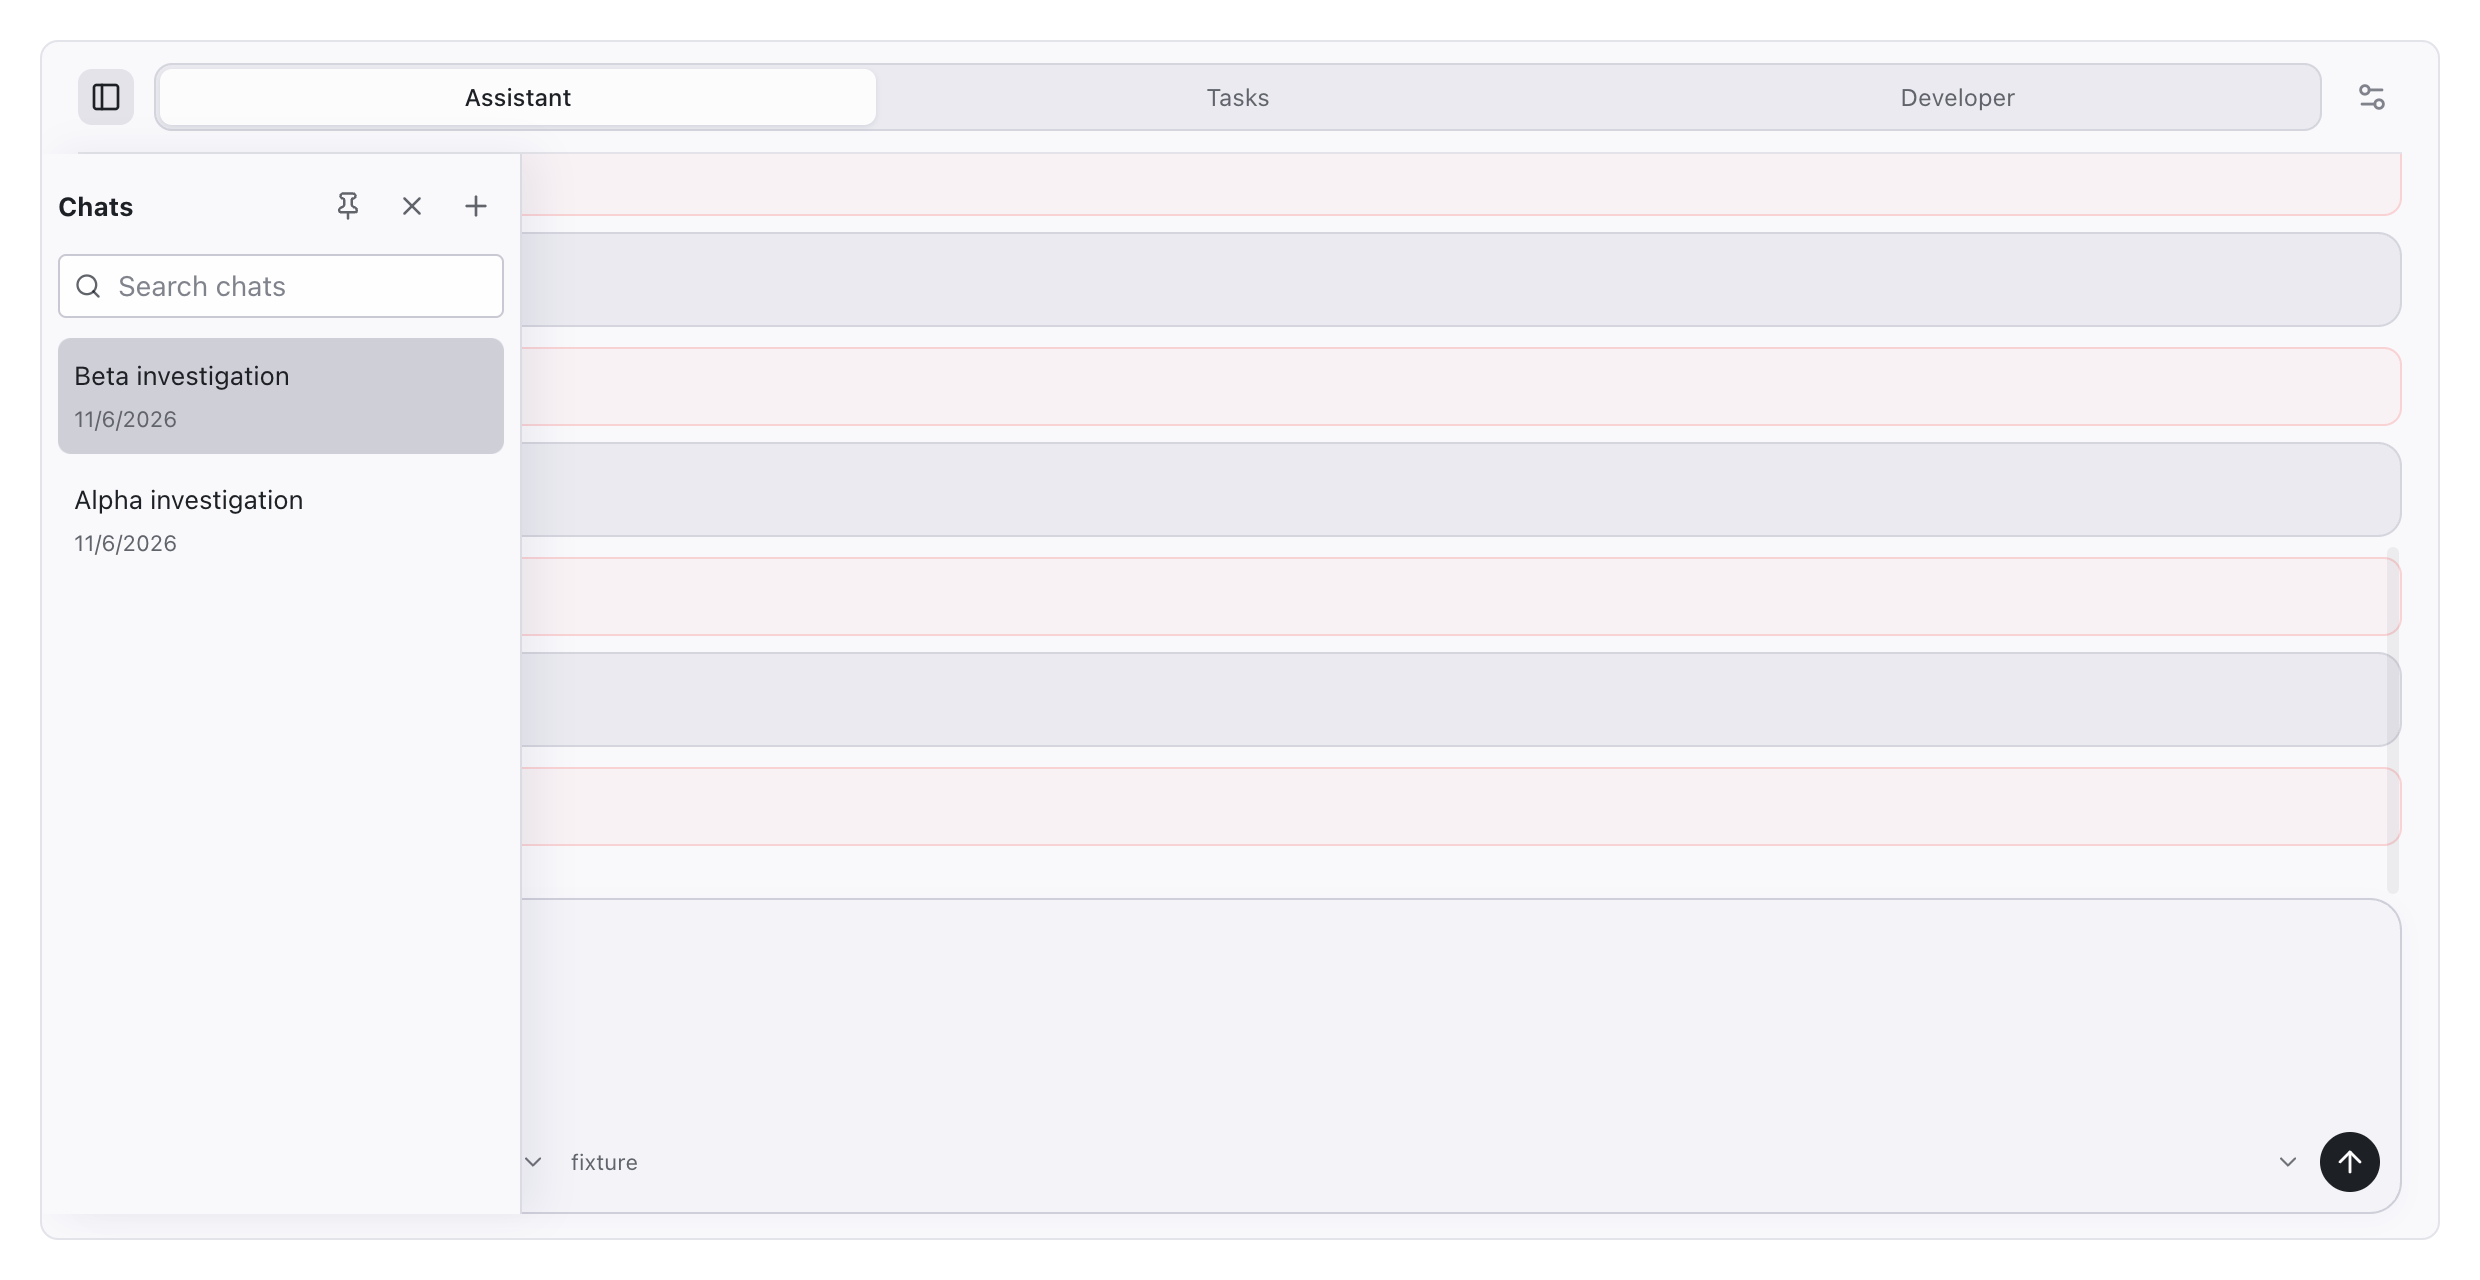 Assistant
Tasks
Developer
Chats
Search chats
Beta investigation
11/6/2026
Alpha investigation
11/6/2026
fixture